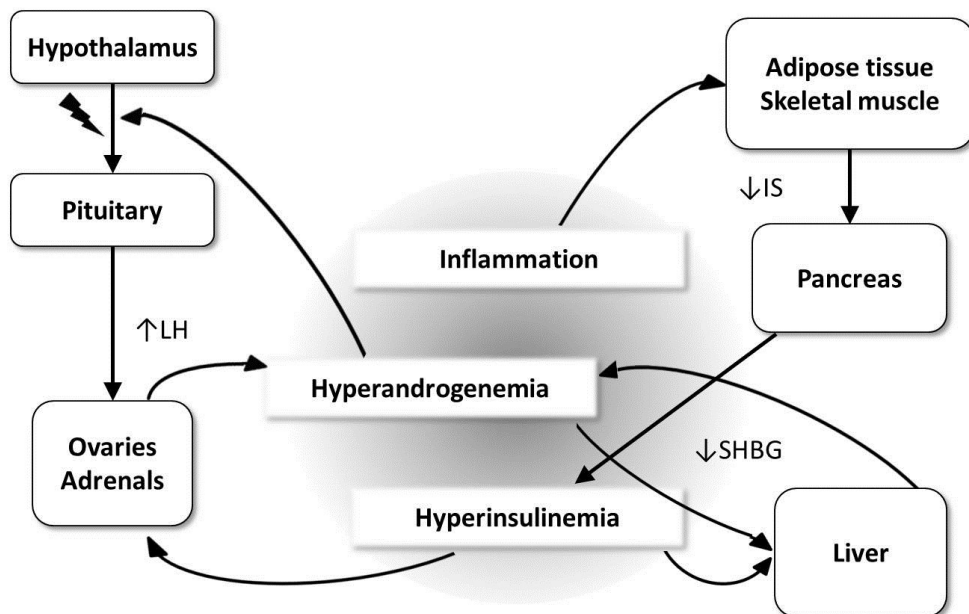 Hypothalamus
Adipose tissue
Skeletal muscle
Pituitary
↓IS
Inflammation
Pancreas
↑LH
Hyperandrogenemia
Ovaries
Adrenals
↓SHBG
Hyperinsulinemia
Liver